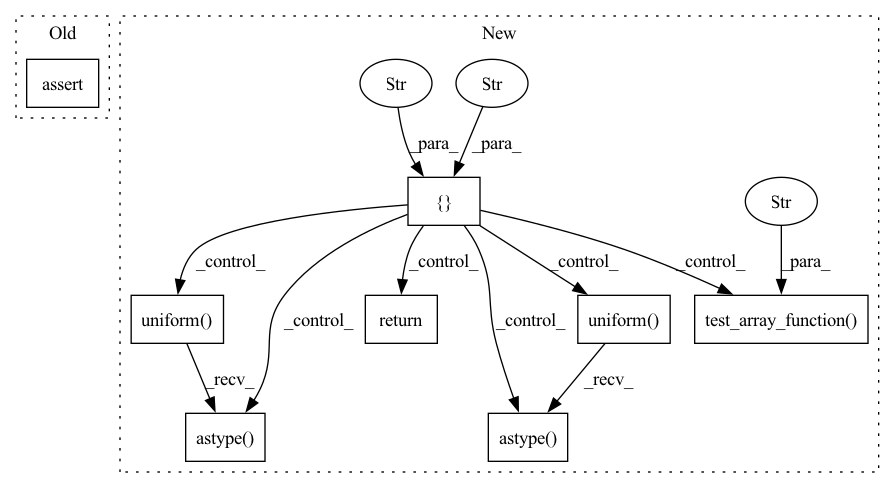 Old
New
assert
Str
Str
_para_
_para_
{}
Str
_control_
_control_
_control_
_control_
_para_
_control_
_control_
uniform()
return
uniform()
test_array_function()
_recv_
_recv_
astype()
astype()